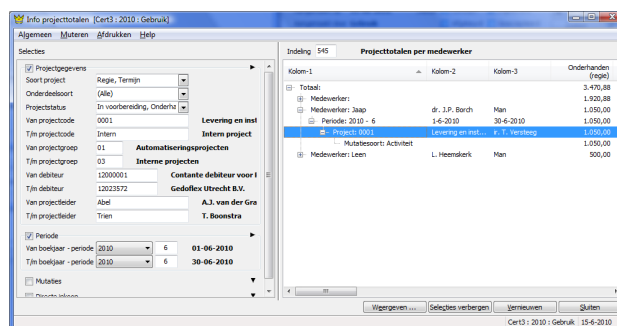 Info projecttotalen [Cert3 : 2010 : Gebruik]
Algemeen Muteren Afdrukken Help
Selecties
Indeling 545 Projecttotalen per medewerker
Projectgegevens
Soort project Regie, Termijn
Onderdeelsoort (Alle)
Projectstatus In voorbereiding, Onderha
Van projectcode 0001 Levering en inst
T/m projectcode Intern Intern project
Van projectgroep 01 Automatiseringsprojecten
T/m projectgroep 03 Interne projecten
Van debiteur 12000001 Contante debiteur voor l
T/m debiteur 12023572 Gedoflex Utrecht B.V.
Van projectleider Abel A.J. van der Gra
T/m projectleider Trien T. Boonstra
Periode
Van boekjaar - periode 2010 6 01-06-2010
T/m boekjaar - periode 2010 6 30-06-2010
Mutaties
Directe inkoop
Kolom-1 Kolom-2 Kolom-3 Onderhanden (regie)
Totaal: 3.470,88
Medewerker: 1.920,88
Medewerker: Jaap dr. J.P. Borch Man 1.050,00
Periode: 2010 - 6 1-6-2010 30-6-2010 1.050,00
Project: 0001 Levering en inst... ir. T. Versteeg 1.050,00
Mutatiesoort: Activiteit 1.050,00
Medewerker: Leen L. Heemskerk Man 500,00
Weergeven ... Selecties verbergen Vernieuwen Sluiten
Cert3 : 2010 : Gebruik 15-6-2010